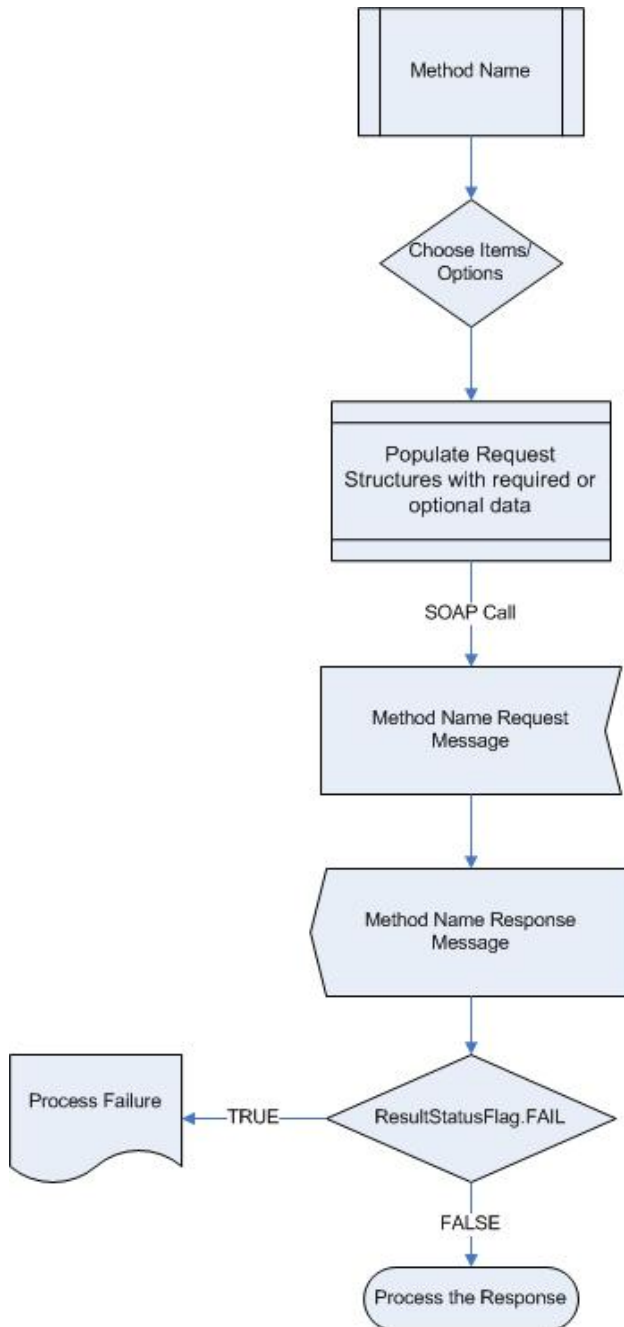 Method Name
Choose Items/
Options
Populate Request
Structures with required or
optional data
SOAP Call
Method Name Request
Message
Method Name Response
Message
Process Failure
TRUE
ResultStatusFlag.FAIL
FALSE
Process the Response